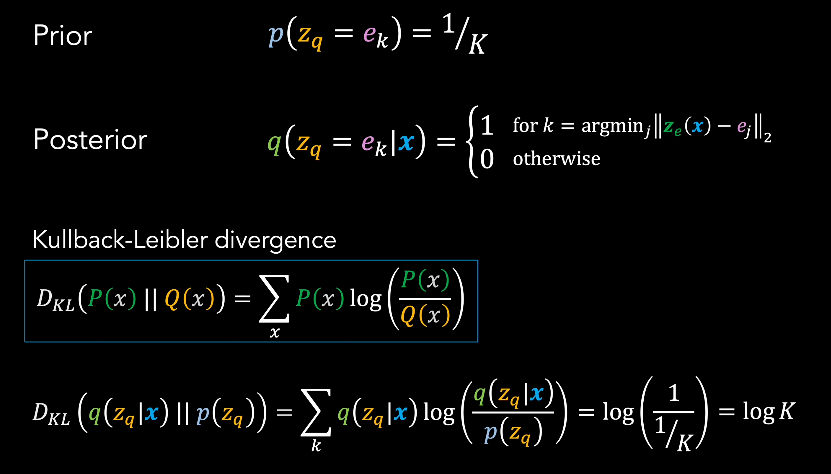 Prior p(z_q = e_k) = 1/K
Posterior q(z_q = e_k|x) = { 1 for k = argmin_j ‖z_e(x) − e_j‖_2
0 otherwise
Kullback-Leibler divergence
D_KL(P(x) || Q(x)) = ∑_x P(x) log(P(x)/Q(x))
D_KL(q(z_q|x) || p(z_q)) = ∑_k q(z_q|x) log(q(z_q|x)/p(z_q)) = log(1/(1/K)) = log K